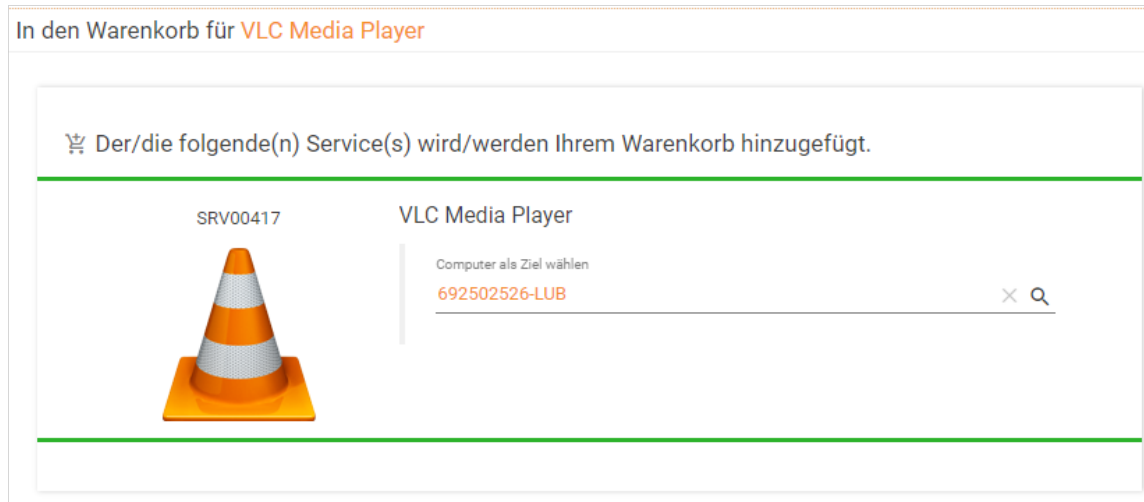 In den Warenkorb für VLC Media Player
Der/die folgende(n) Service(s) wird/werden Ihrem Warenkorb hinzugefügt.
SRV00417
VLC Media Player
Computer als Ziel wählen
692502526-LUB